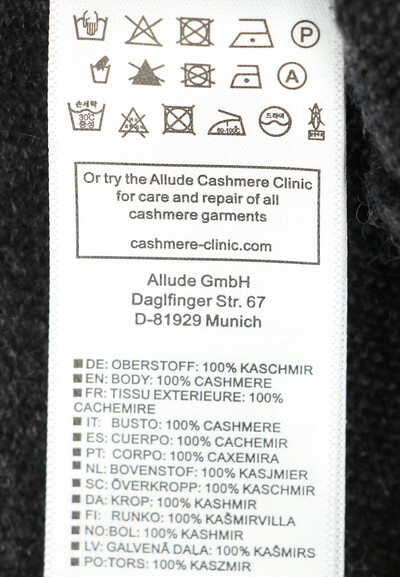 P
A
손세탁
30℃
중성
80-100℃
드라이
Or try the Allude Cashmere Clinic
for care and repair of all
cashmere garments
cashmere-clinic.com
Allude GmbH
Daglfinger Str. 67
D-81929 Munich
DE: OBERSTOFF: 100% KASCHMIR
EN: BODY: 100% CASHMERE
FR: TISSU EXTERIEURE: 100%
CACHEMIRE
IT: BUSTO: 100% CASHMERE
ES: CUERPO: 100% CACHEMIR
PT: CORPO: 100% CAXEMIRA
NL: BOVENSTOF: 100% KASJMIER
SC: ÖVERKROPP: 100% KASCHMIR
DA: KROP: 100% KASHMIR
FI: RUNKO: 100% KAŠMIRVILLA
NO:BOL: 100% KASHMIR
LV: GALVENĀ DAĻA: 100% KAŠMIRS
PO:TORS: 100% KASZMIR